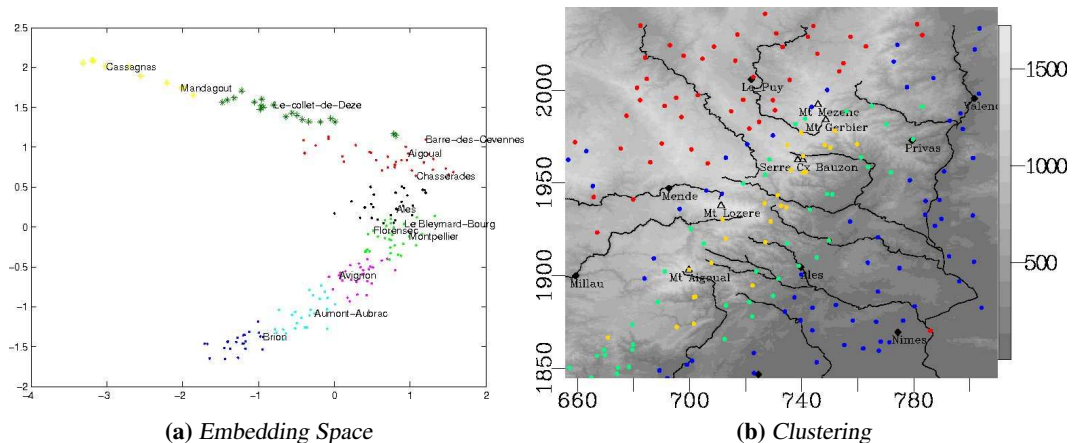 2.5
2
1.5
1
0.5
0
−0.5
−1
−1.5
−2
−4
−3
−2
−1
0
1
2
Cassagnas
Mandagout
Le-collet-de-Deze
Barre-des-Cevennes
Aigoual
Chasserades
Ales
Le Bleymard-Bourg
Florensec
Montpellier
Avignon
Aumont-Aubrac
Brion
(a) Embedding Space
2000
1950
1900
1850
660
700
740
780
1500
1000
500
Le Puy
Mt Mezenc
Mt Gerbier
Valenc
Privas
Serre Cx Bauzon
Mende
Mt Lozere
Millau
Mt Aigoual
Ales
Nimes
(b) Clustering